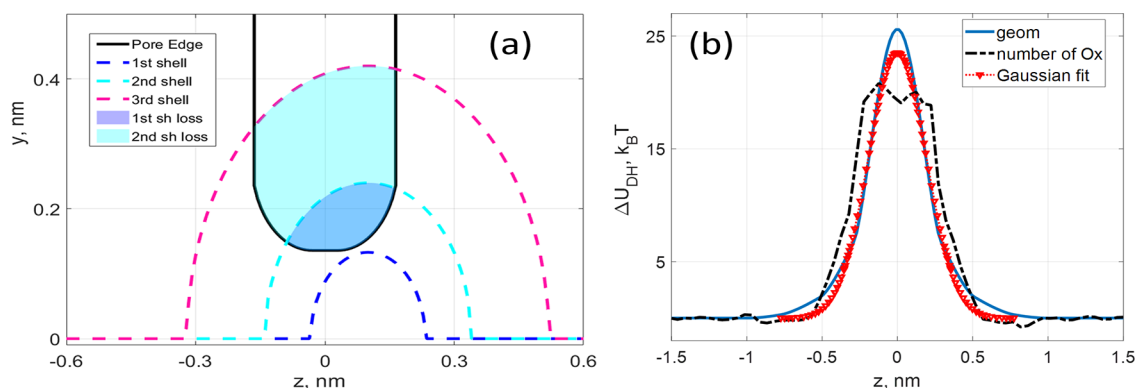 (a)
Pore Edge
1st shell
2nd shell
3rd shell
1st sh loss
2nd sh loss
y, nm
0.4
0.2
0
-0.6
-0.3
0
0.3
0.6
z, nm
(b)
geom
number of Ox
Gaussian fit
ΔU_DH, k_BT
25
15
5
-1.5
-1
-0.5
0
0.5
1
1.5
z, nm